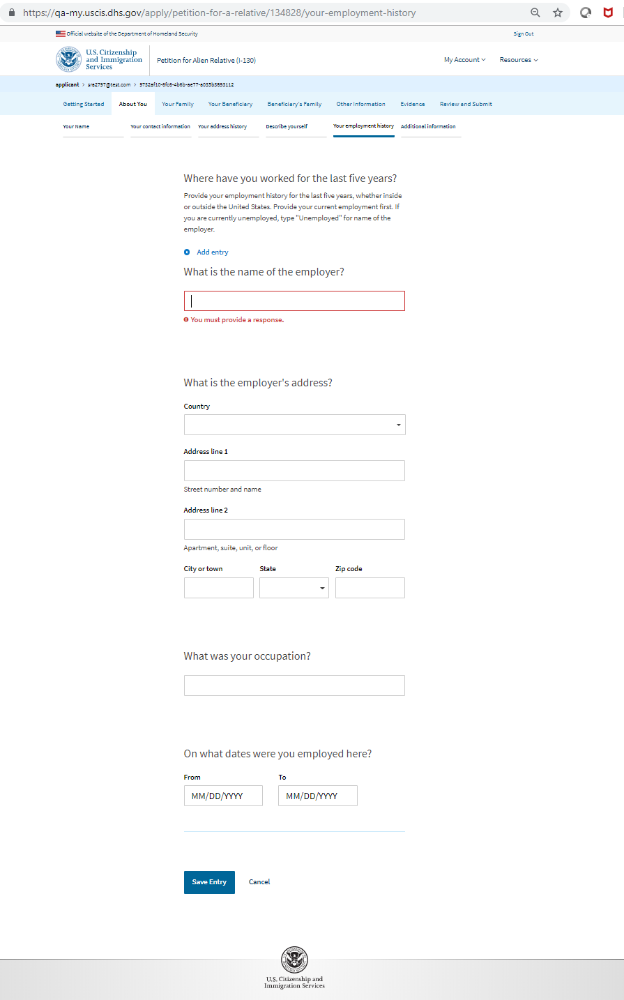 https://qa-my.uscis.dhs.gov/apply/petition-for-a-relative/134828/your-employment-history
Official website of the Department of Homeland Security
Sign Out
U.S. Citizenship
and Immigration
Services
Petition for Alien Relative (I-130)
My Account
Resources
applicant > sra2797@test.com > 9732af10-6fc6-4b6b-ae77-a035b3893112
Getting Started About You Your Family Your Beneficiary Beneficiary's Family Other Information Evidence Review and Submit
Your Name Your contact information Your address history Describe yourself Your employment history Additional information
Where have you worked for the last five years?
Provide your employment history for the last five years, whether inside
or outside the United States. Provide your current employment first. If
you are currently unemployed, type "Unemployed" for name of the
employer.
Add entry
What is the name of the employer?
You must provide a response.
What is the employer's address?
Country
Address line 1
Street number and name
Address line 2
Apartment, suite, unit, or floor
City or town State Zip code
What was your occupation?
On what dates were you employed here?
From To
MM/DD/YYYY MM/DD/YYYY
Save Entry Cancel
U.S. Citizenship and
Immigration Services